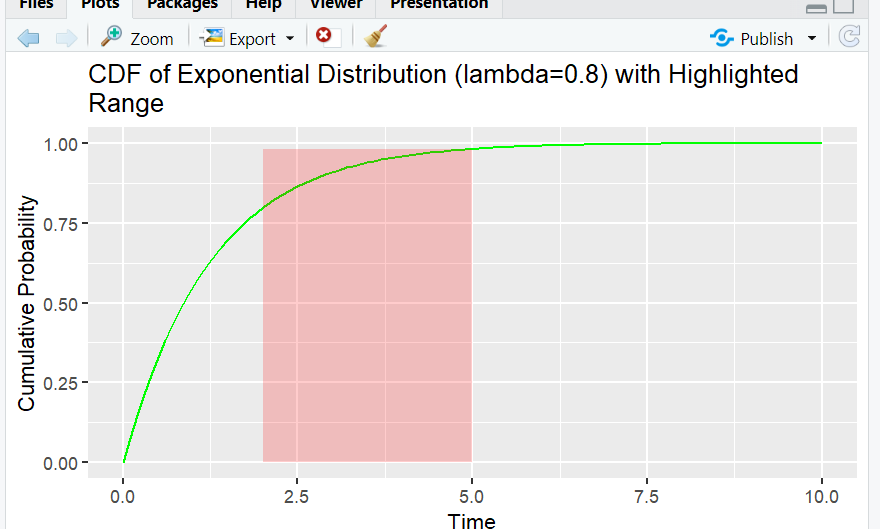 Files Plots Packages Help Viewer Presentation
Zoom Export Publish
CDF of Exponential Distribution (lambda=0.8) with Highlighted
Range
Cumulative Probability
1.00
0.75
0.50
0.25
0.00
0.0 2.5 5.0 7.5 10.0
Time